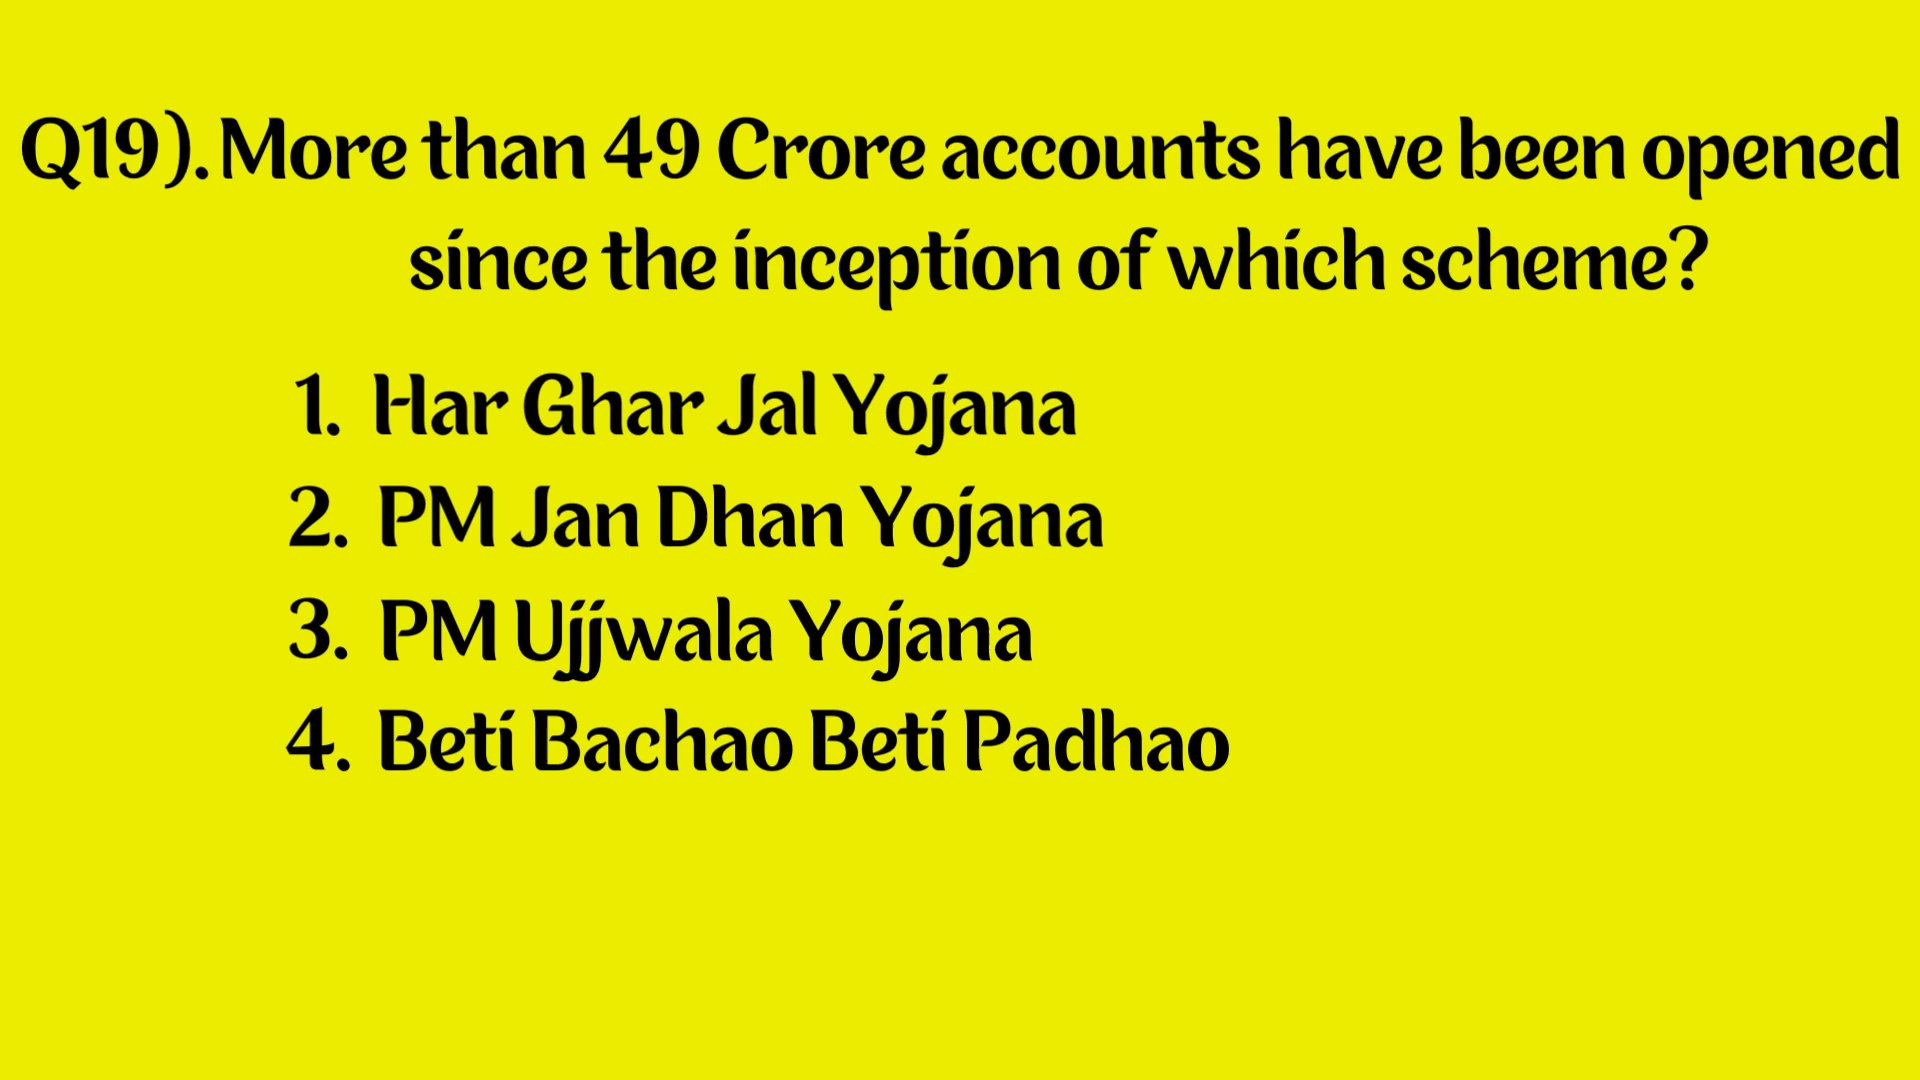 Q19). More than 49 Crore accounts have been opened
since the inception of which scheme?
1. Har Ghar Jal Yojana
2. PM Jan Dhan Yojana
3. PM Ujjwala Yojana
4. Beti Bachao Beti Padhao